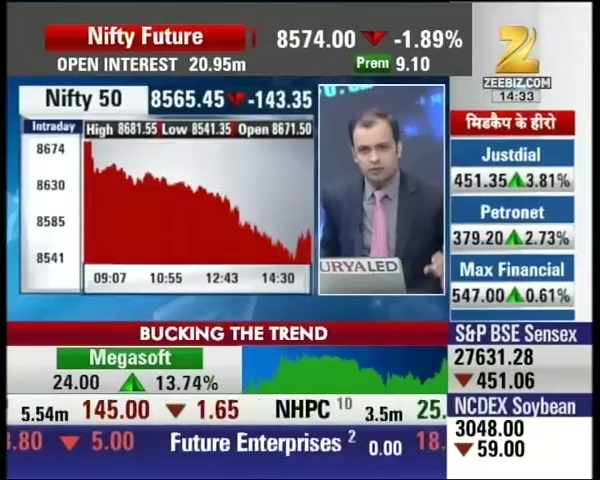 Nifty Future
8574.00 -1.89%
OPEN INTEREST 20.95m
Prem 9.10
ZEEBIZ.COM
14:33
Nifty 50 8565.45 -143.35
Intraday High 8681.55 Low 8541.35 Open 8671.50
8674
8630
8585
8541
09:07 10:55 12:43 14:30
URYALED
मिडकैप के हीरो
Justdial
451.35 3.81%
Petronet
379.20 2.73%
Max Financial
547.00 0.61%
BUCKING THE TREND
Megasoft
24.00 13.74%
S&P BSE Sensex
27631.28
451.06
5.54m 145.00 1.65 NHPC 10 3.5m 25.
NCDEX Soybean
3048.00
59.00
.80 5.00 Future Enterprises 2 0.00 18.